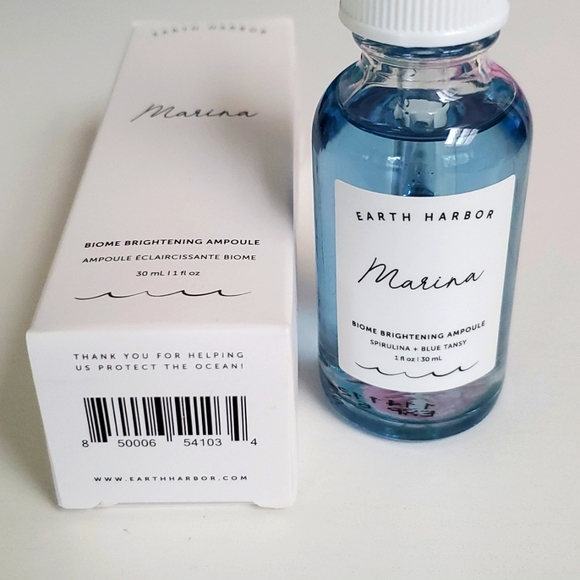 EARTH HARBOR
Marina
BIOME BRIGHTENING AMPOULE
AMPOULE ÉCLAIRCISSANTE BIOME
30 mL | 1 fl oz
THANK YOU FOR HELPING
US PROTECT THE OCEAN!
8 50006 54103 4
WWW.EARTHHARBOR.COM
EARTH HARBOR
Marina
BIOME BRIGHTENING AMPOULE
SPIRULINA + BLUE TANSY
1 fl oz | 30 mL